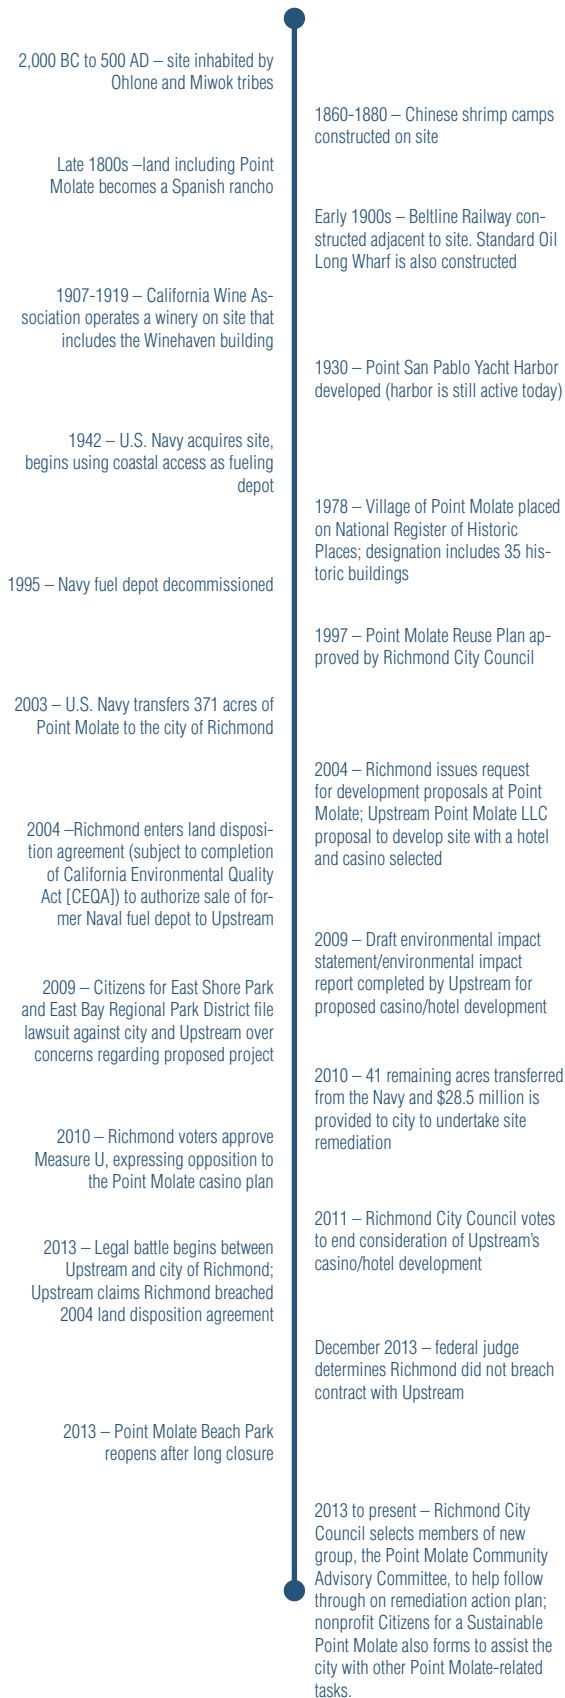 2,000 BC to 500 AD – site inhabited by
Ohlone and Miwok tribes
1860-1880 – Chinese shrimp camps
constructed on site
Late 1800s –land including Point
Molate becomes a Spanish rancho
Early 1900s – Beltline Railway con-
structed adjacent to site. Standard Oil
Long Wharf is also constructed
1907-1919 – California Wine As-
sociation operates a winery on site that
includes the Winehaven building
1930 – Point San Pablo Yacht Harbor
developed (harbor is still active today)
1942 – U.S. Navy acquires site,
begins using coastal access as fueling
depot
1978 – Village of Point Molate placed
on National Register of Historic
Places; designation includes 35 his-
toric buildings
1995 – Navy fuel depot decommissioned
1997 – Point Molate Reuse Plan ap-
proved by Richmond City Council
2003 – U.S. Navy transfers 371 acres of
Point Molate to the city of Richmond
2004 – Richmond issues request
for development proposals at Point
Molate; Upstream Point Molate LLC
proposal to develop site with a hotel
and casino selected
2004 –Richmond enters land disposi-
tion agreement (subject to completion
of California Environmental Quality
Act [CEQA]) to authorize sale of for-
mer Naval fuel depot to Upstream
2009 – Draft environmental impact
statement/environmental impact
report completed by Upstream for
proposed casino/hotel development
2009 – Citizens for East Shore Park
and East Bay Regional Park District file
lawsuit against city and Upstream over
concerns regarding proposed project
2010 – 41 remaining acres transferred
from the Navy and $28.5 million is
provided to city to undertake site
remediation
2010 – Richmond voters approve
Measure U, expressing opposition to
the Point Molate casino plan
2011 – Richmond City Council votes
to end consideration of Upstream's
casino/hotel development
2013 – Legal battle begins between
Upstream and city of Richmond;
Upstream claims Richmond breached
2004 land disposition agreement
December 2013 – federal judge
determines Richmond did not breach
contract with Upstream
2013 – Point Molate Beach Park
reopens after long closure
2013 to present – Richmond City
Council selects members of new
group, the Point Molate Community
Advisory Committee, to help follow
through on remediation action plan;
nonprofit Citizens for a Sustainable
Point Molate also forms to assist the
city with other Point Molate-related
tasks.